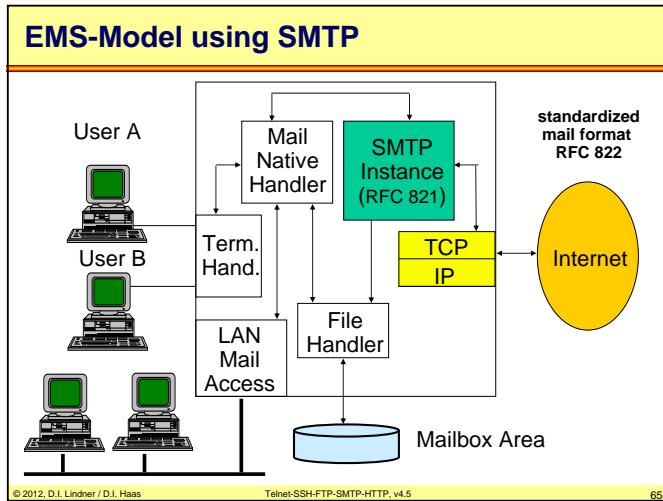 EMS-Model using SMTP
User A
User B
Mail
Native
Handler
SMTP
Instance
(RFC 821)
standardized
mail format
RFC 822
Term.
Hand.
TCP
IP
Internet
LAN
Mail
Access
File
Handler
Mailbox Area
© 2012, D.I. Lindner / D.I. Haas
Telnet-SSH-FTP-SMTP-HTTP, v4.5
65